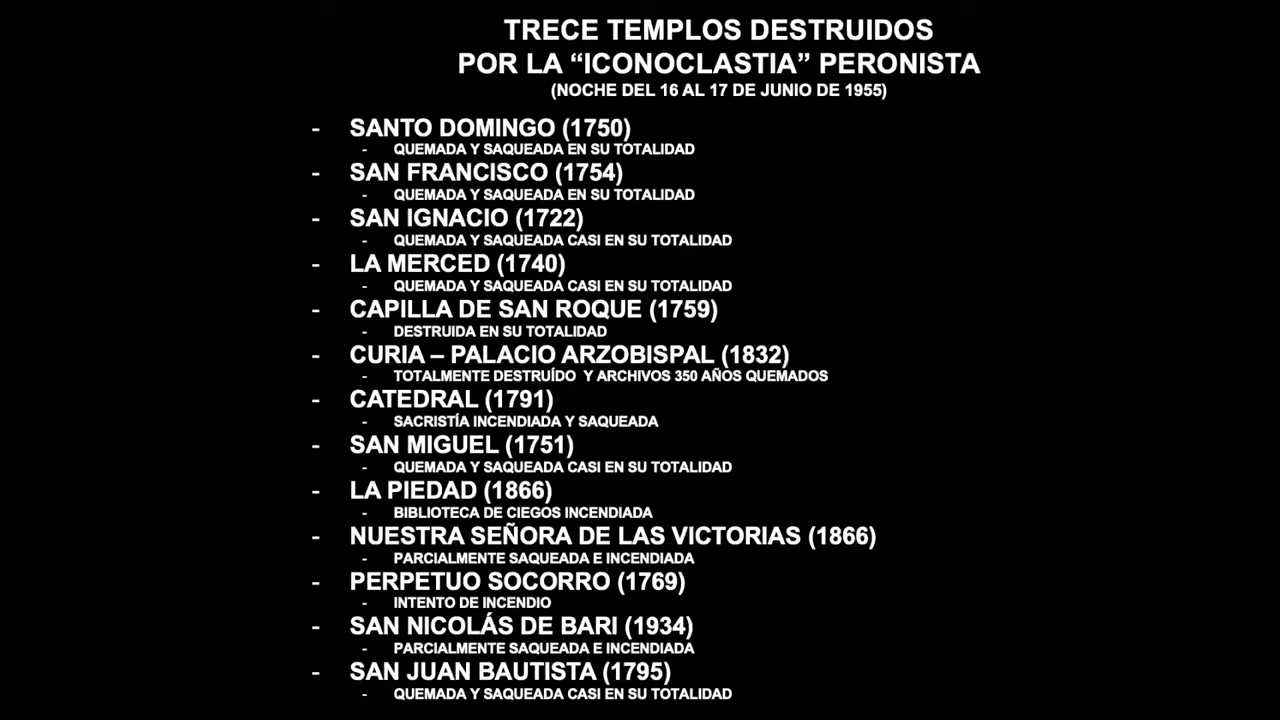 TRECE TEMPLOS DESTRUIDOS
POR LA “ICONOCLASTIA” PERONISTA
(NOCHE DEL 16 AL 17 DE JUNIO DE 1955)
- SANTO DOMINGO (1750)
- QUEMADA Y SAQUEADA EN SU TOTALIDAD
- SAN FRANCISCO (1754)
- QUEMADA Y SAQUEADA EN SU TOTALIDAD
- SAN IGNACIO (1722)
- QUEMADA Y SAQUEADA CASI EN SU TOTALIDAD
- LA MERCED (1740)
- QUEMADA Y SAQUEADA CASI EN SU TOTALIDAD
- CAPILLA DE SAN ROQUE (1759)
- DESTRUIDA EN SU TOTALIDAD
- CURIA – PALACIO ARZOBISPAL (1832)
- TOTALMENTE DESTRUÍDO Y ARCHIVOS 350 AÑOS QUEMADOS
- CATEDRAL (1791)
- SACRISTÍA INCENDIADA Y SAQUEADA
- SAN MIGUEL (1751)
- QUEMADA Y SAQUEADA CASI EN SU TOTALIDAD
- LA PIEDAD (1866)
- BIBLIOTECA DE CIEGOS INCENDIADA
- NUESTRA SEÑORA DE LAS VICTORIAS (1866)
- PARCIALMENTE SAQUEADA E INCENDIADA
- PERPETUO SOCORRO (1769)
- INTENTO DE INCENDIO
- SAN NICOLÁS DE BARI (1934)
- PARCIALMENTE SAQUEADA E INCENDIADA
- SAN JUAN BAUTISTA (1795)
- QUEMADA Y SAQUEADA CASI EN SU TOTALIDAD